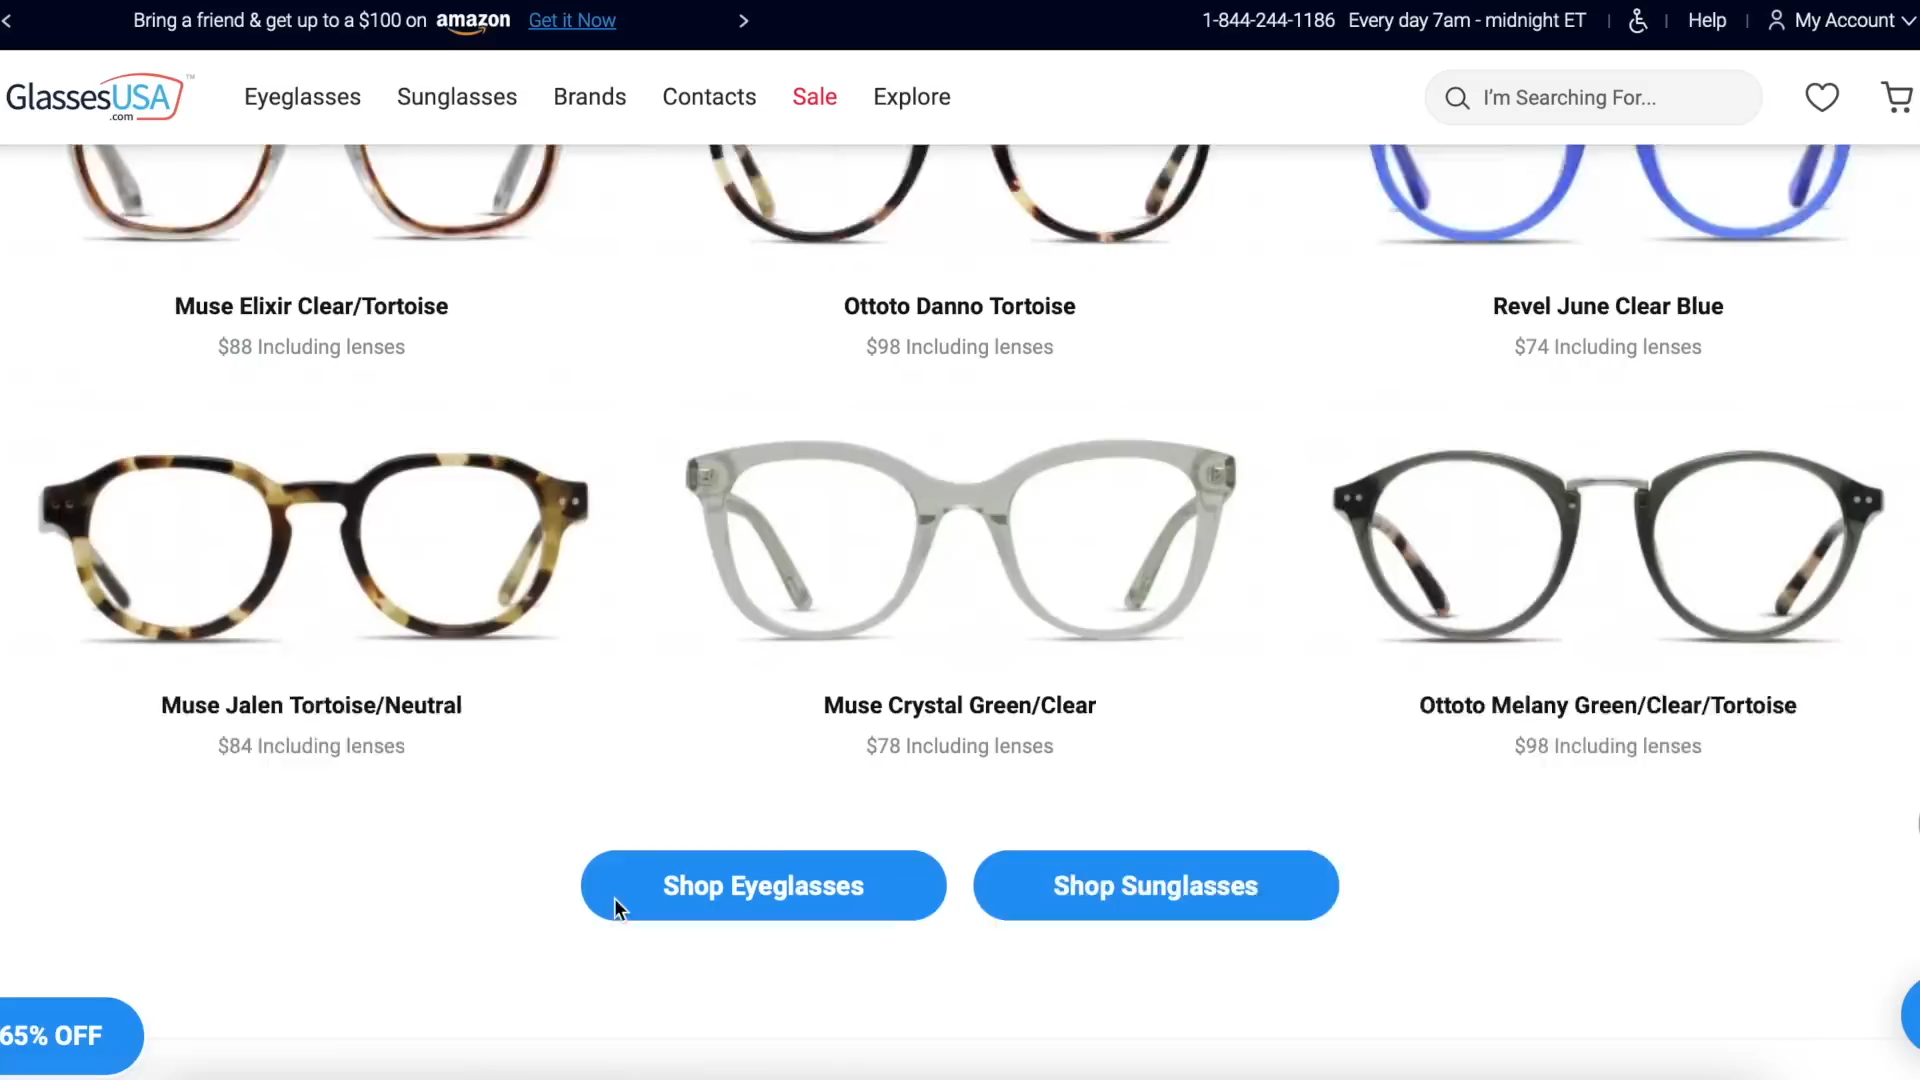 Bring a friend & get up to a $100 on amazon Get it Now
1-844-244-1186 Every day 7am - midnight ET
Help
My Account
GlassesUSA™
.com
Eyeglasses
Sunglasses
Brands
Contacts
Sale
Explore
I'm Searching For...
Muse Elixir Clear/Tortoise
$88 Including lenses
Ottoto Danno Tortoise
$98 Including lenses
Revel June Clear Blue
$74 Including lenses
Muse Jalen Tortoise/Neutral
$84 Including lenses
Muse Crystal Green/Clear
$78 Including lenses
Ottoto Melany Green/Clear/Tortoise
$98 Including lenses
Shop Eyeglasses
Shop Sunglasses
65% OFF